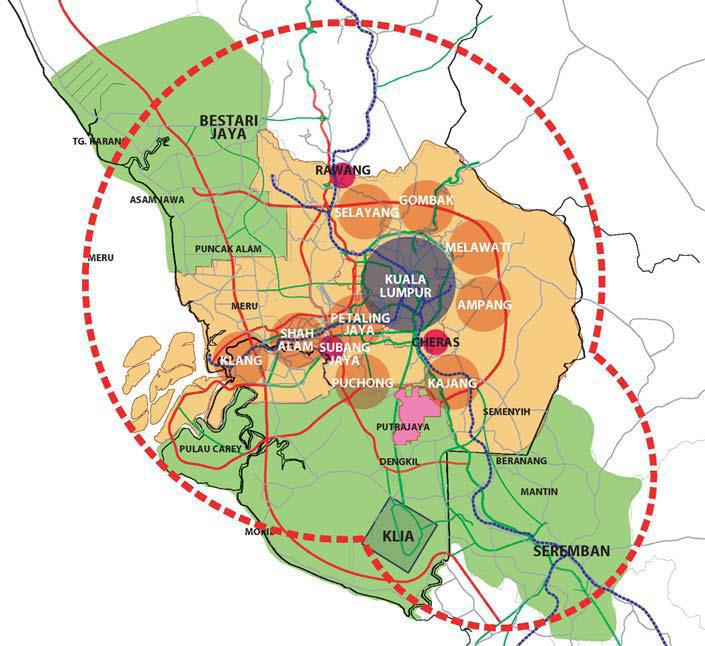 BESTARI
JAYA
TG. KARANG
RAWANG
ASAM JAWA
GOMBAK
SELAYANG
MELAWATI
PUNCAK ALAM
MERU
KUALA
LUMPUR
MERU
AMPANG
PETALING
JAYA
SHAH
ALAM
CHERAS
SUBANG
JAYA
KLANG
PUCHONG
KAJANG
SEMENYIH
PUTRAJAYA
PULAU CAREY
DENGKIL
BERANANG
MANTIN
KLIA
SEREMBAN